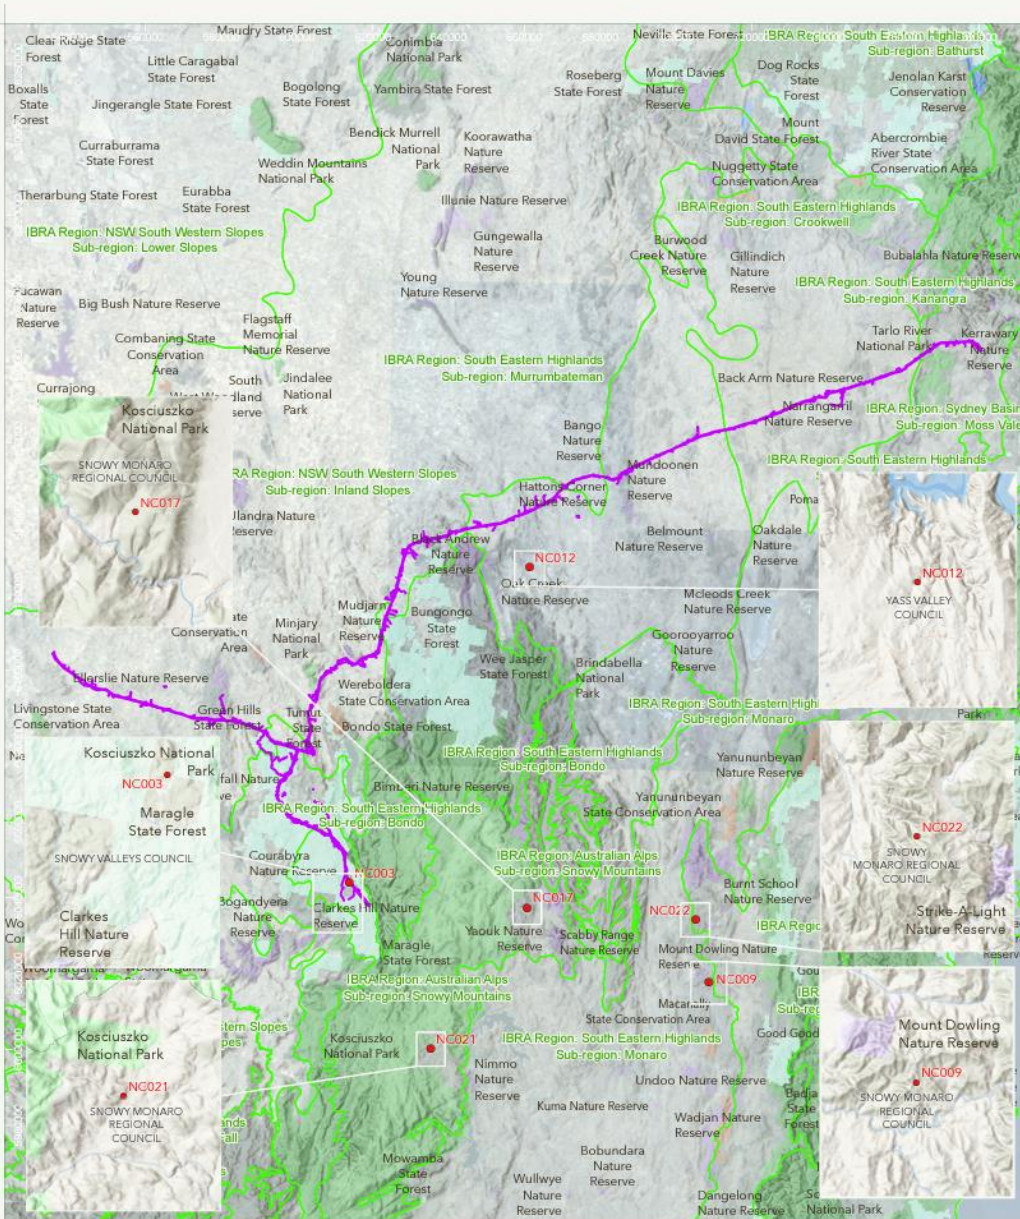 Maudry State Forest
Clear Ridge State
Forest
Little Caragabal
State Forest
Conimbla
National Park
Neville State Forest
IBRA Region: South Eastern Highlands
Sub-region: Bathurst
Boxalls
State
Forest
Jingerangle State Forest
Bogolong
State Forest
Yambira State Forest
Roseberg
State Forest
Mount Davies
Nature
Reserve
Dog Rocks
State
Forest
Jenolan Karst
Conservation
Reserve
Curraburrama
State Forest
Bendick Murrell
National
Park
Koorawatha
Nature
Reserve
Mount
David State Forest
Abercrombie
River State
Conservation Area
Weddin Mountains
National Park
Nuggetty State
Conservation Area
Therarbung State Forest
Eurabba
State Forest
Illunie Nature Reserve
IBRA Region: South Eastern Highlands
Sub-region: Crookwell
IBRA Region: NSW South Western Slopes
Sub-region: Lower Slopes
Gungewalla
Nature
Reserve
Burwood
Creek Nature
Reserve
Gillindich
Nature
Reserve
Bubalahla Nature Reserve
Young
Nature Reserve
IBRA Region: South Eastern Highlands
Sub-region: Kanangra
Pucawan
Nature
Reserve
Big Bush Nature Reserve
Flagstaff
Memorial
Nature Reserve
Combaning State
Conservation
Area
Tarlo River
National Park
Kerrawary
Nature
Reserve
IBRA Region: South Eastern Highlands
Sub-region: Murrumbateman
Currajong
South
Jindalee
National
Park
Back Arm Nature Reserve
Narrangarril
Nature Reserve
IBRA Region: Sydney Basin
Sub-region: Moss Vale
Kosciuszko
National Park
SNOWY MONARO
REGIONAL COUNCIL
NC017
Bango
Nature
Reserve
IBRA Region: South Eastern Highlands
RA Region: NSW South Western Slopes
Sub-region: Inland Slopes
Mundoonen
Nature
Reserve
Hattons Corner
Nature Reserve
Ulandra Nature
Reserve
Poma
Black Andrew
Nature
Reserve
Belmount
Nature Reserve
Oakdale
Nature
Reserve
NC012
Oak Creek
Nature Reserve
Mcleods Creek
Nature Reserve
NC012
YASS VALLEY
COUNCIL
Mudjarn
Nature
Reserve
Bungongo
State
Forest
ate
Conservation
Area
Minjary
National
Park
Goorooyarroo
Nature
Reserve
Wee Jasper
State Forest
Brindabella
National
Park
Ellerslie Nature Reserve
Wereboldera
State Conservation Area
Livingstone State
Conservation Area
Green Hills
State Forest
Tumut
State
Forest
Bondo State Forest
IBRA Region: South Eastern High
Sub-region: Monaro
Park
Kosciuszko National
Park
NC003
Maragle
State Forest
SNOWY VALLEYS COUNCIL
Clarkes
Hill Nature
Reserve
IBRA Region: South Eastern Highlands
Sub-region: Bondo
Yanununbeyan
Nature Reserve
fall Nature
ve
Bimberi Nature Reserve
IBRA Region: South Eastern Highlands
Sub-region: Bondo
Yanununbeyan
State Conservation Area
NC022
SNOWY
MONARO REGIONAL
COUNCIL
Strike-A-Light
Nature Reserve
Courabyra
Nature Reserve
NC003
IBRA Region: Australian Alps
Sub-region: Snowy Mountains
Burnt School
Nature Reserve
Bogandyera
Nature
Reserve
Clarkes Hill Nature
Reserve
NC017
NC022
IBRA Regio
Yaouk Nature
Reserve
Scabby Range
Nature Reserve
Maragle
State Forest
Mount Dowling Nature
Reserve
IBRA Region: Australian Alps
Sub-region: Snowy Mountains
NC009
Macanally
State Conservation Area
Kosciuszko
National Park
NC021
SNOWY MONARO
REGIONAL
COUNCIL
Kosciuszko
National Park
NC021
IBRA Region: South Eastern Highlands
Sub-region: Monaro
Good Good
Mount Dowling
Nature Reserve
NC009
SNOWY MONARO
REGIONAL
COUNCIL
Nimmo
Nature
Reserve
Undoo Nature Reserve
Kuma Nature Reserve
Wadjan Nature
Reserve
Badja
State
Forest
Mowamba
State
Forest
Bobundara
Nature
Reserve
Wullwye
Nature
Reserve
Dangelong
Nature Reserve
National Park